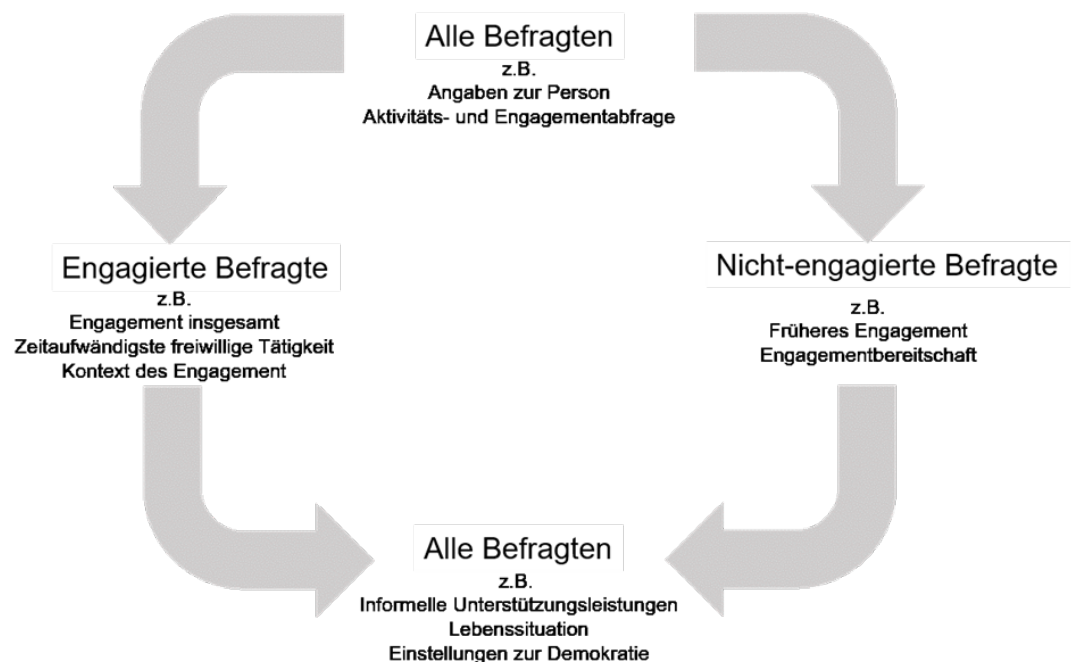 Alle Befragten
z.B.
Angaben zur Person
Aktivitäts- und Engagementabfrage
Engagierte Befragte
z.B.
Engagement insgesamt
Zeitaufwändigste freiwillige Tätigkeit
Kontext des Engagement
Nicht-engagierte Befragte
z.B.
Früheres Engagement
Engagementbereitschaft
Alle Befragten
z.B.
Informelle Unterstützungsleistungen
Lebenssituation
Einstellungen zur Demokratie